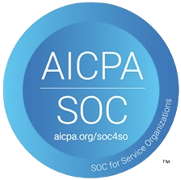 AICPA
SOC
aicpa.org/soc4so
SOC for Service Organizations
TM